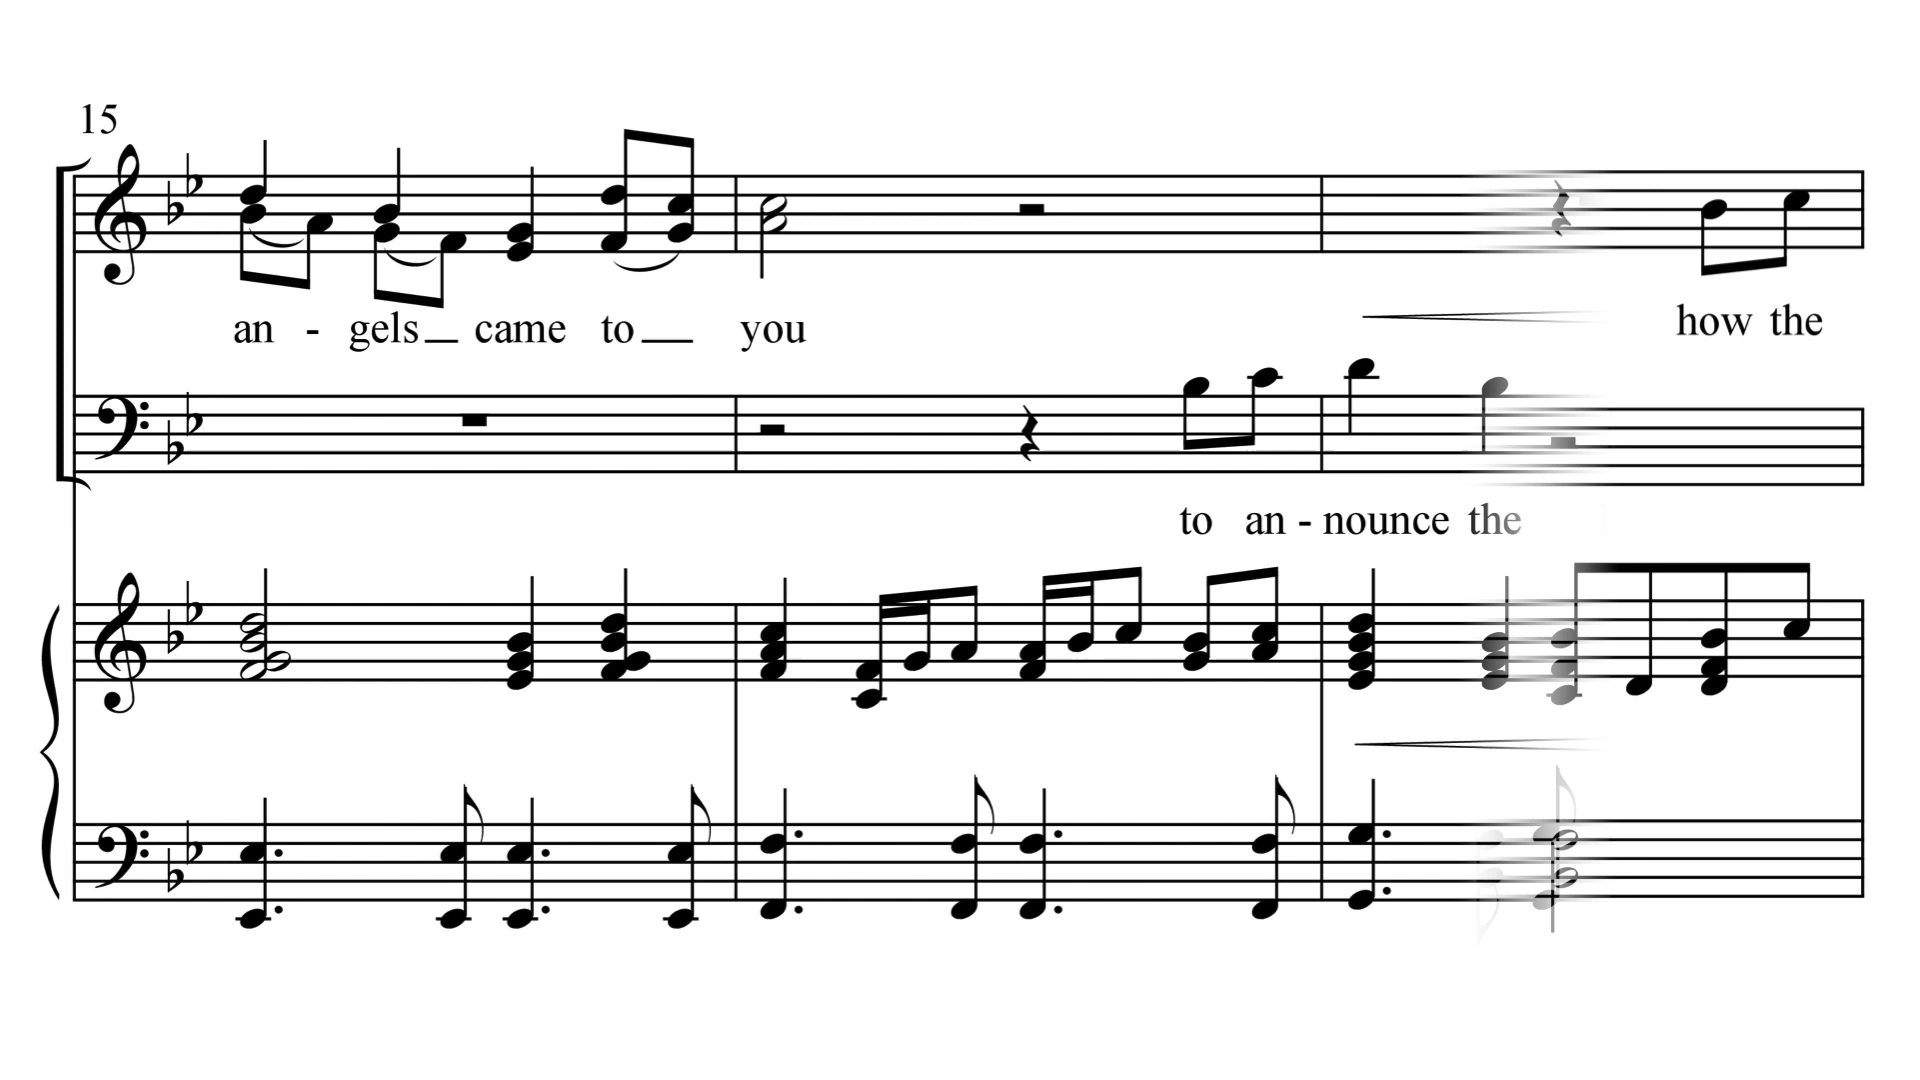 15
an - gels came to you how the
to an - nounce the